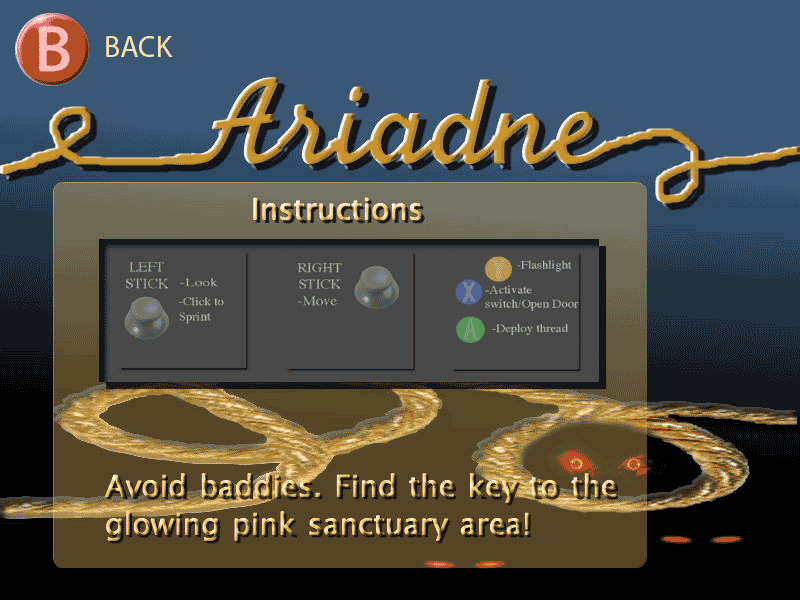 B BACK
Ariadne
Instructions
LEFT
STICK
-Look
-Click to
Sprint
RIGHT
STICK
-Move
Y -Flashlight
X -Activate
switch/Open Door
A -Deploy thread
Avoid baddies. Find the key to the
glowing pink sanctuary area!